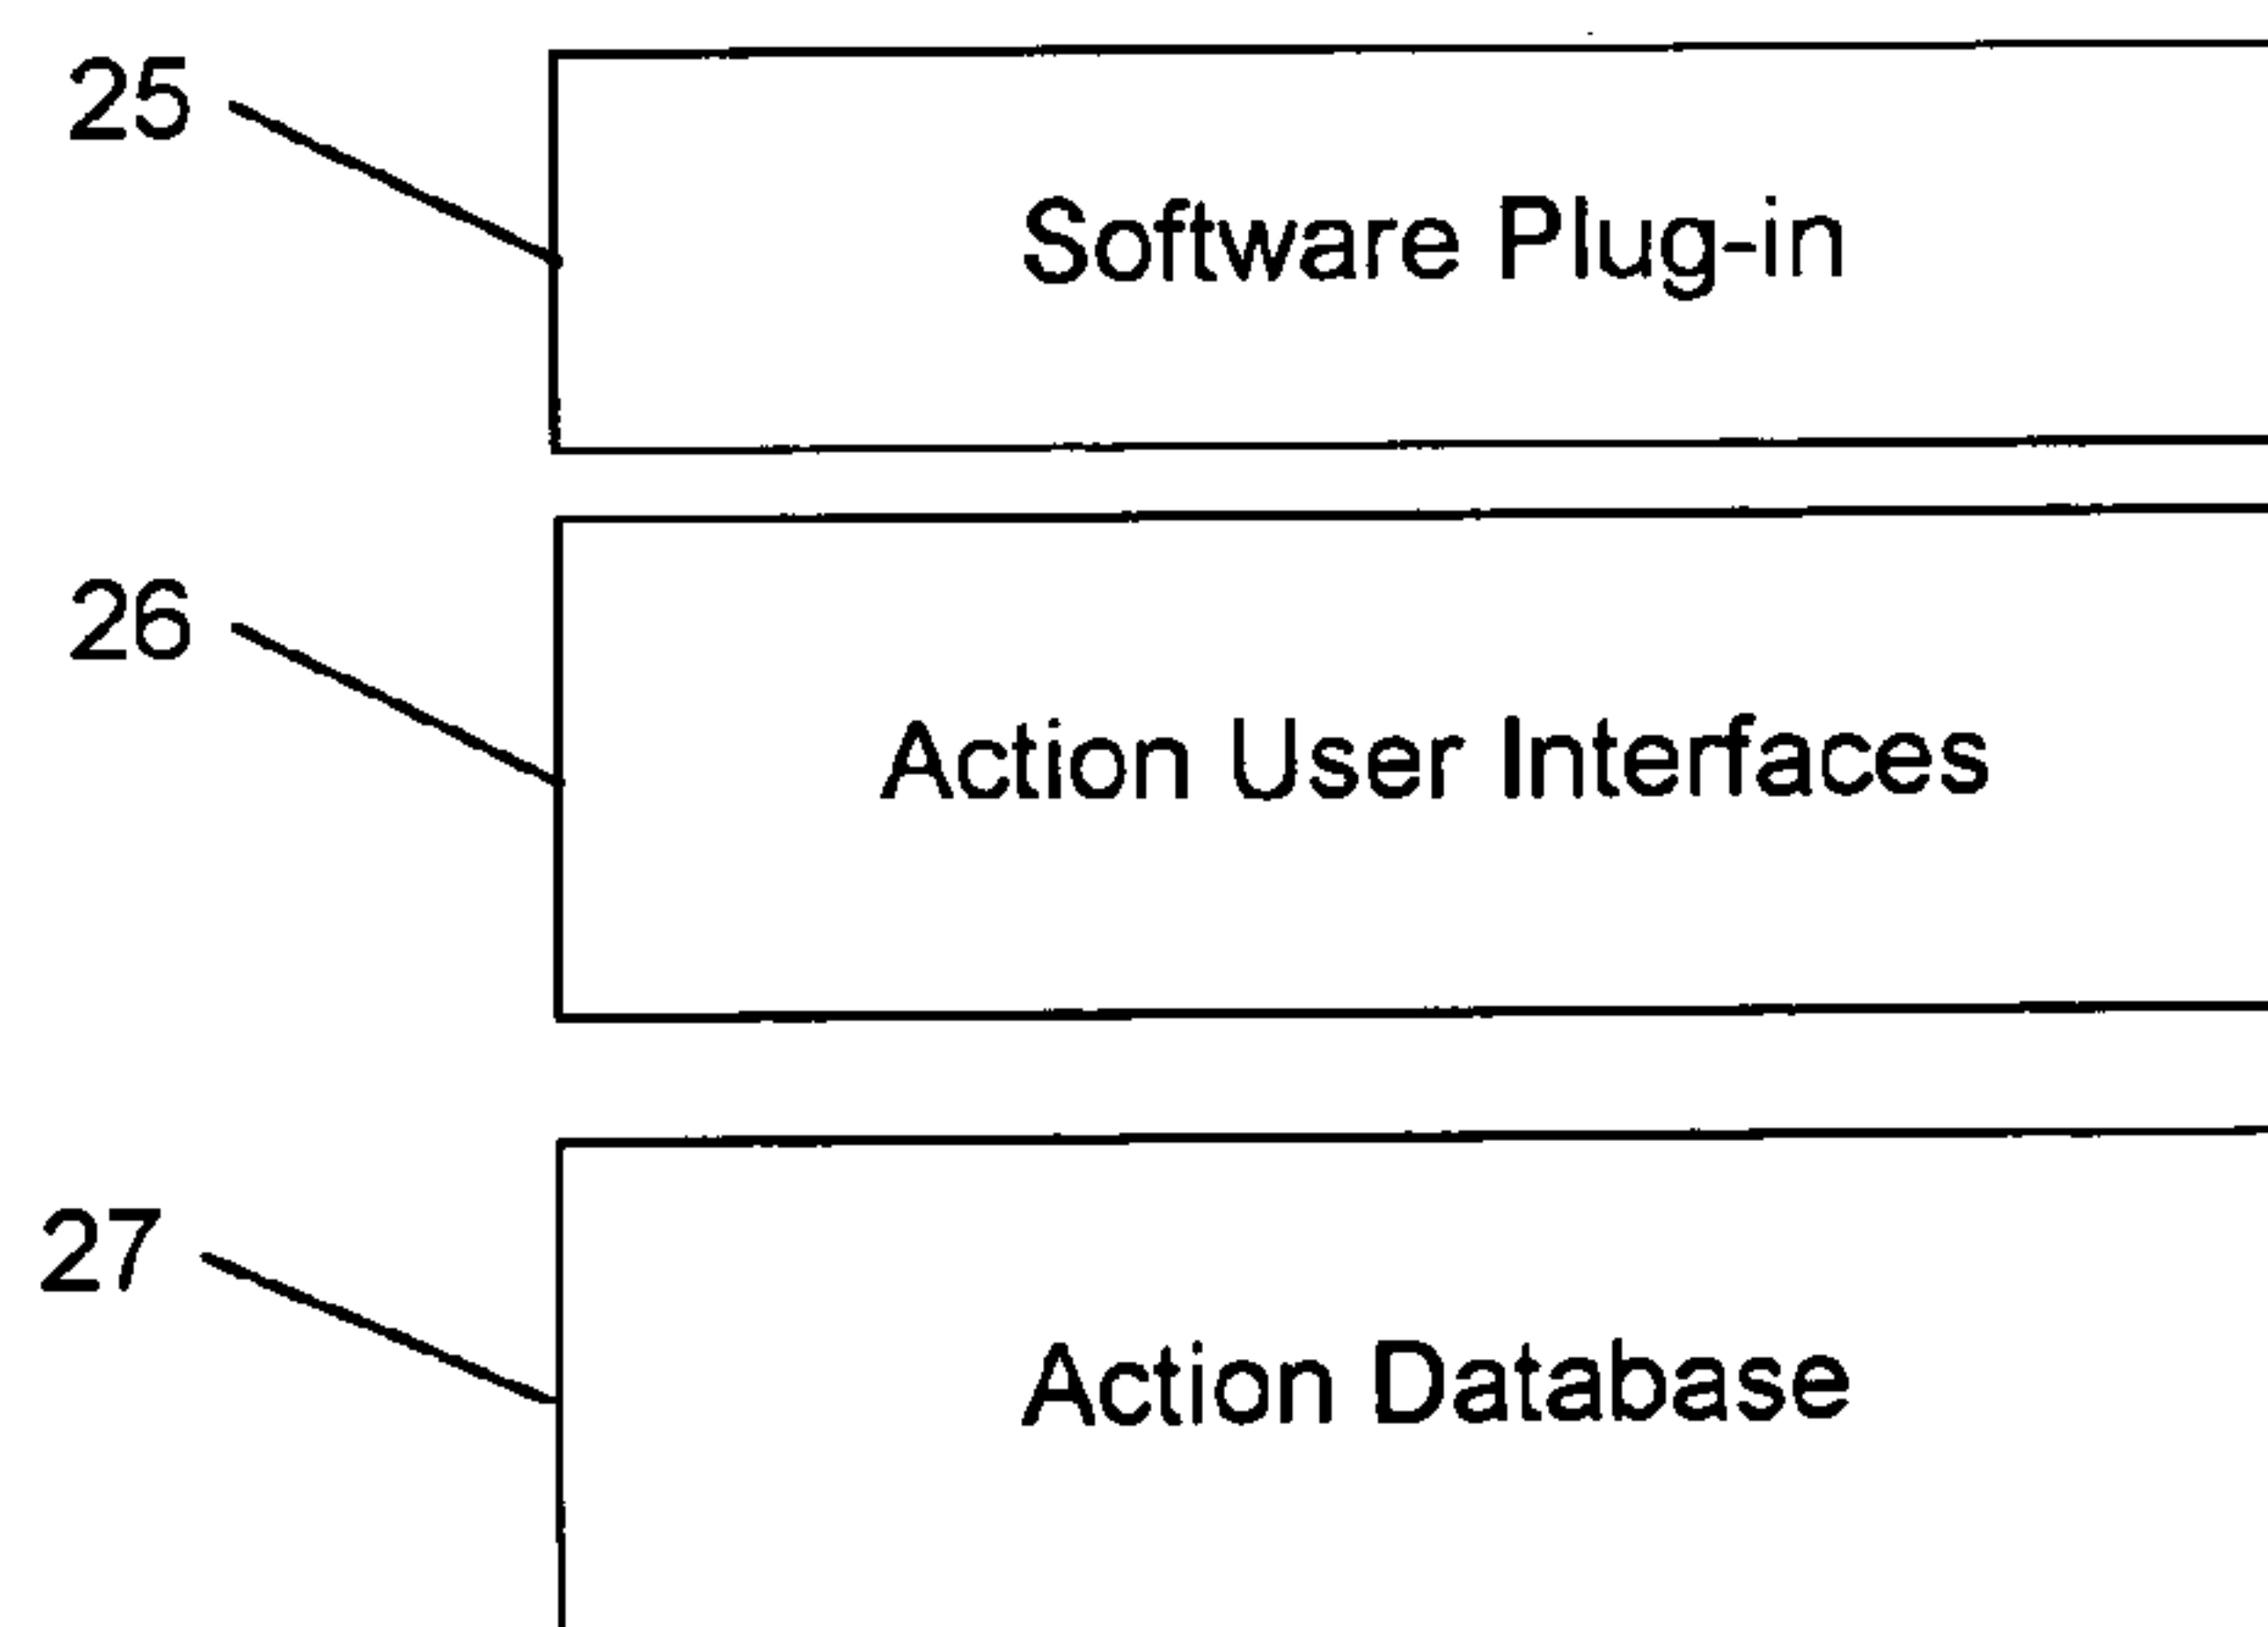 25
Software Plug-in
26
Action User Interfaces
27
Action Database